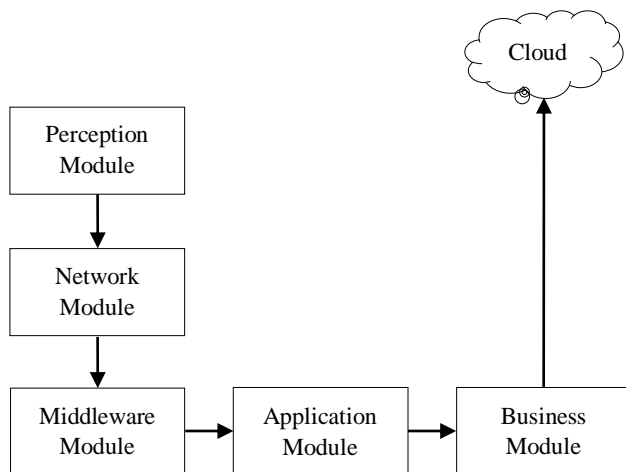 Cloud
Perception
Module
Network
Module
Middleware
Module
Application
Module
Business
Module